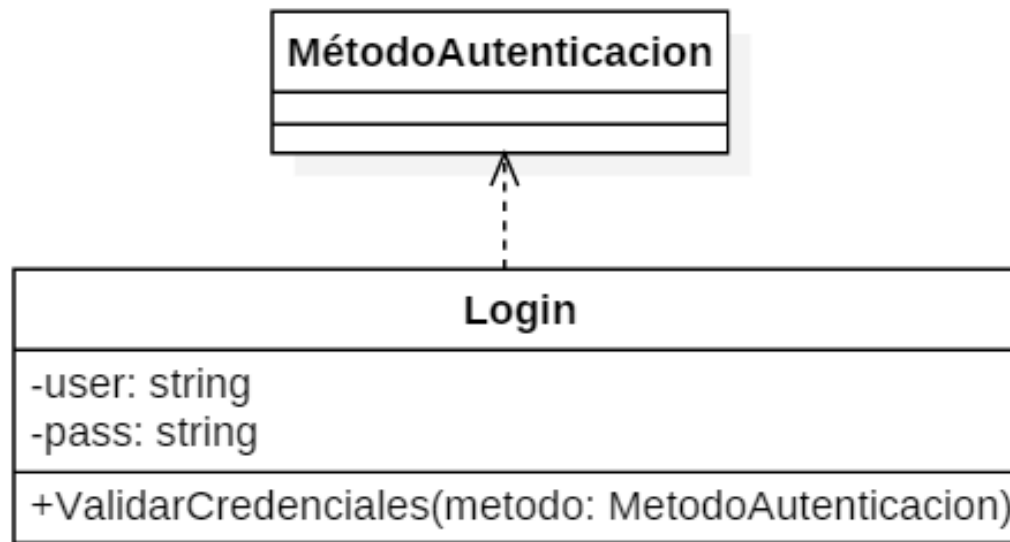 MétodoAutenticacion
Login
-user: string
-pass: string
+ValidarCredenciales(metodo: MetodoAutenticacion)